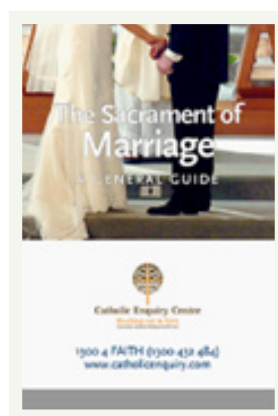 The Sacrament of
Marriage
A GENERAL GUIDE
Catholic Enquiry Centre
1300 4 FAITH (1300 432 484)
www.catholicenquiry.com